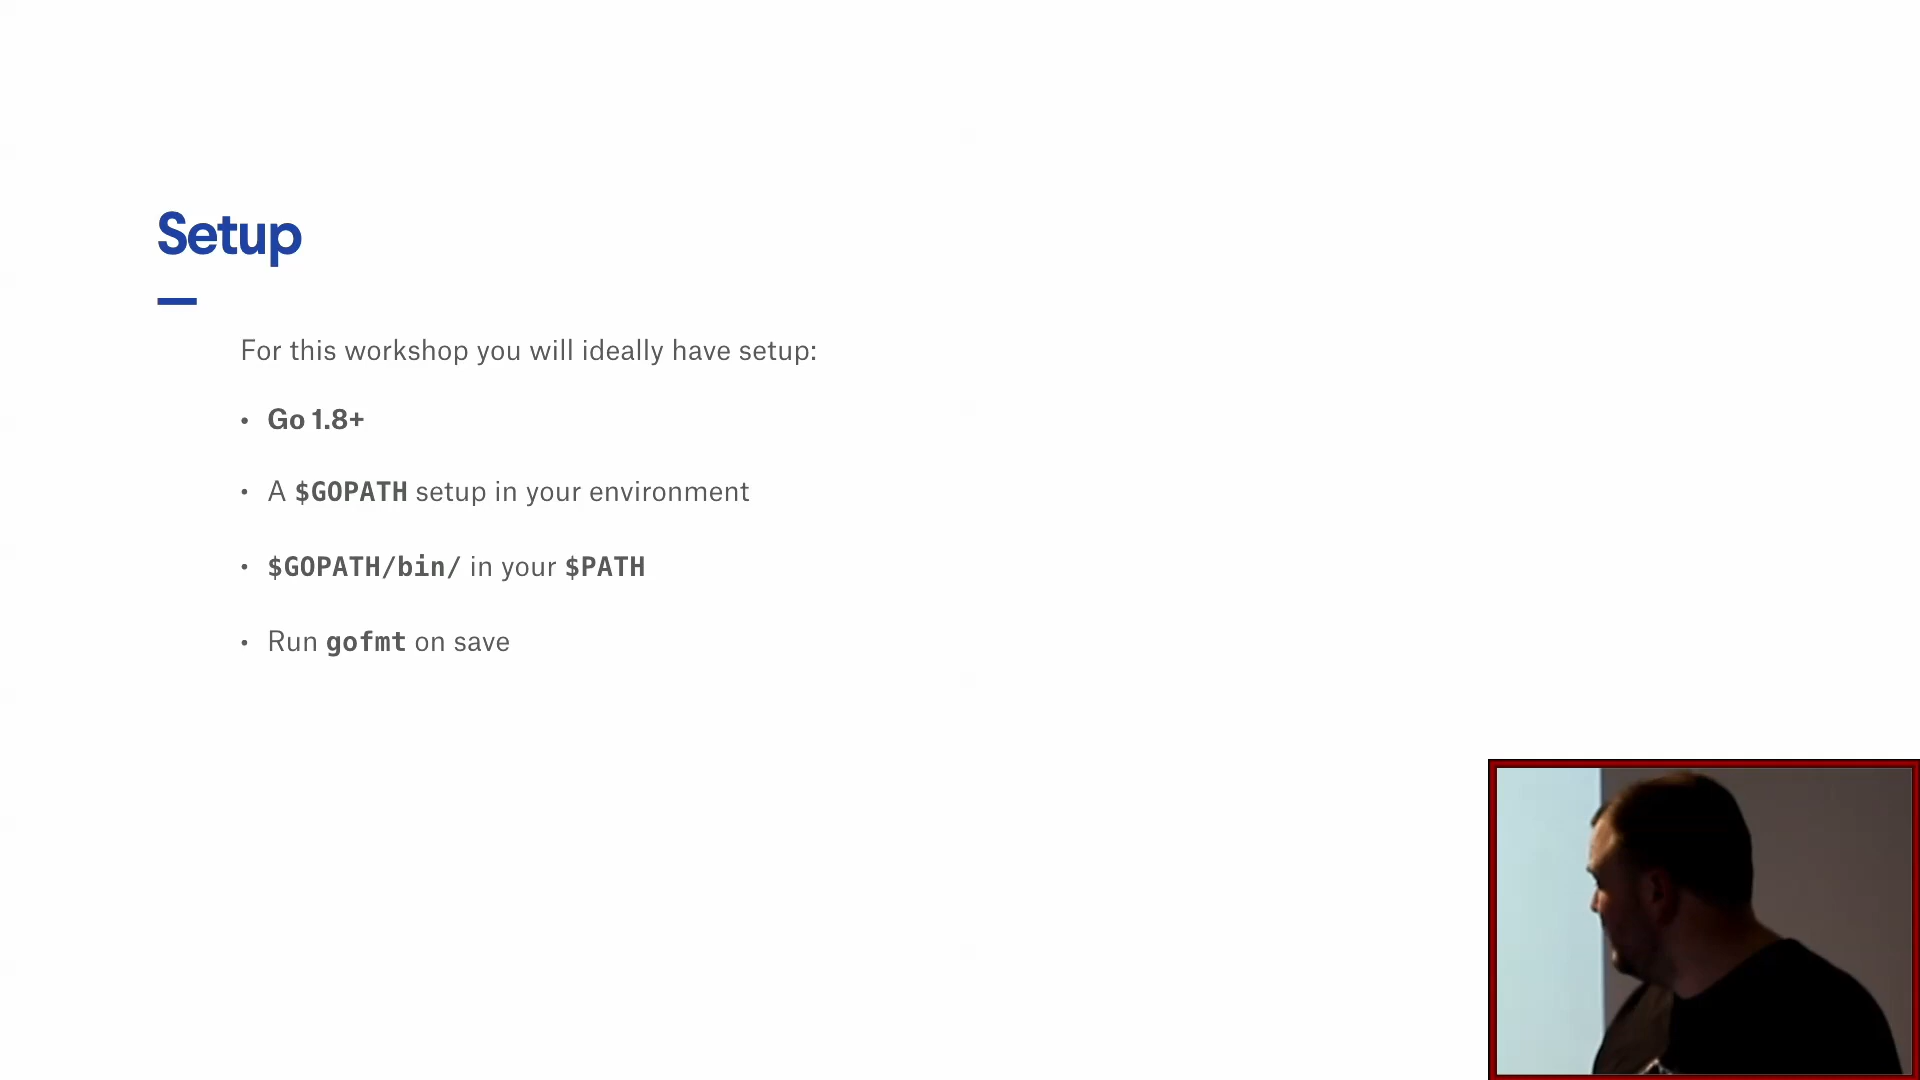 Setup
For this workshop you will ideally have setup:
• Go 1.8+
• A $GOPATH setup in your environment
• $GOPATH/bin/ in your $PATH
• Run gofmt on save